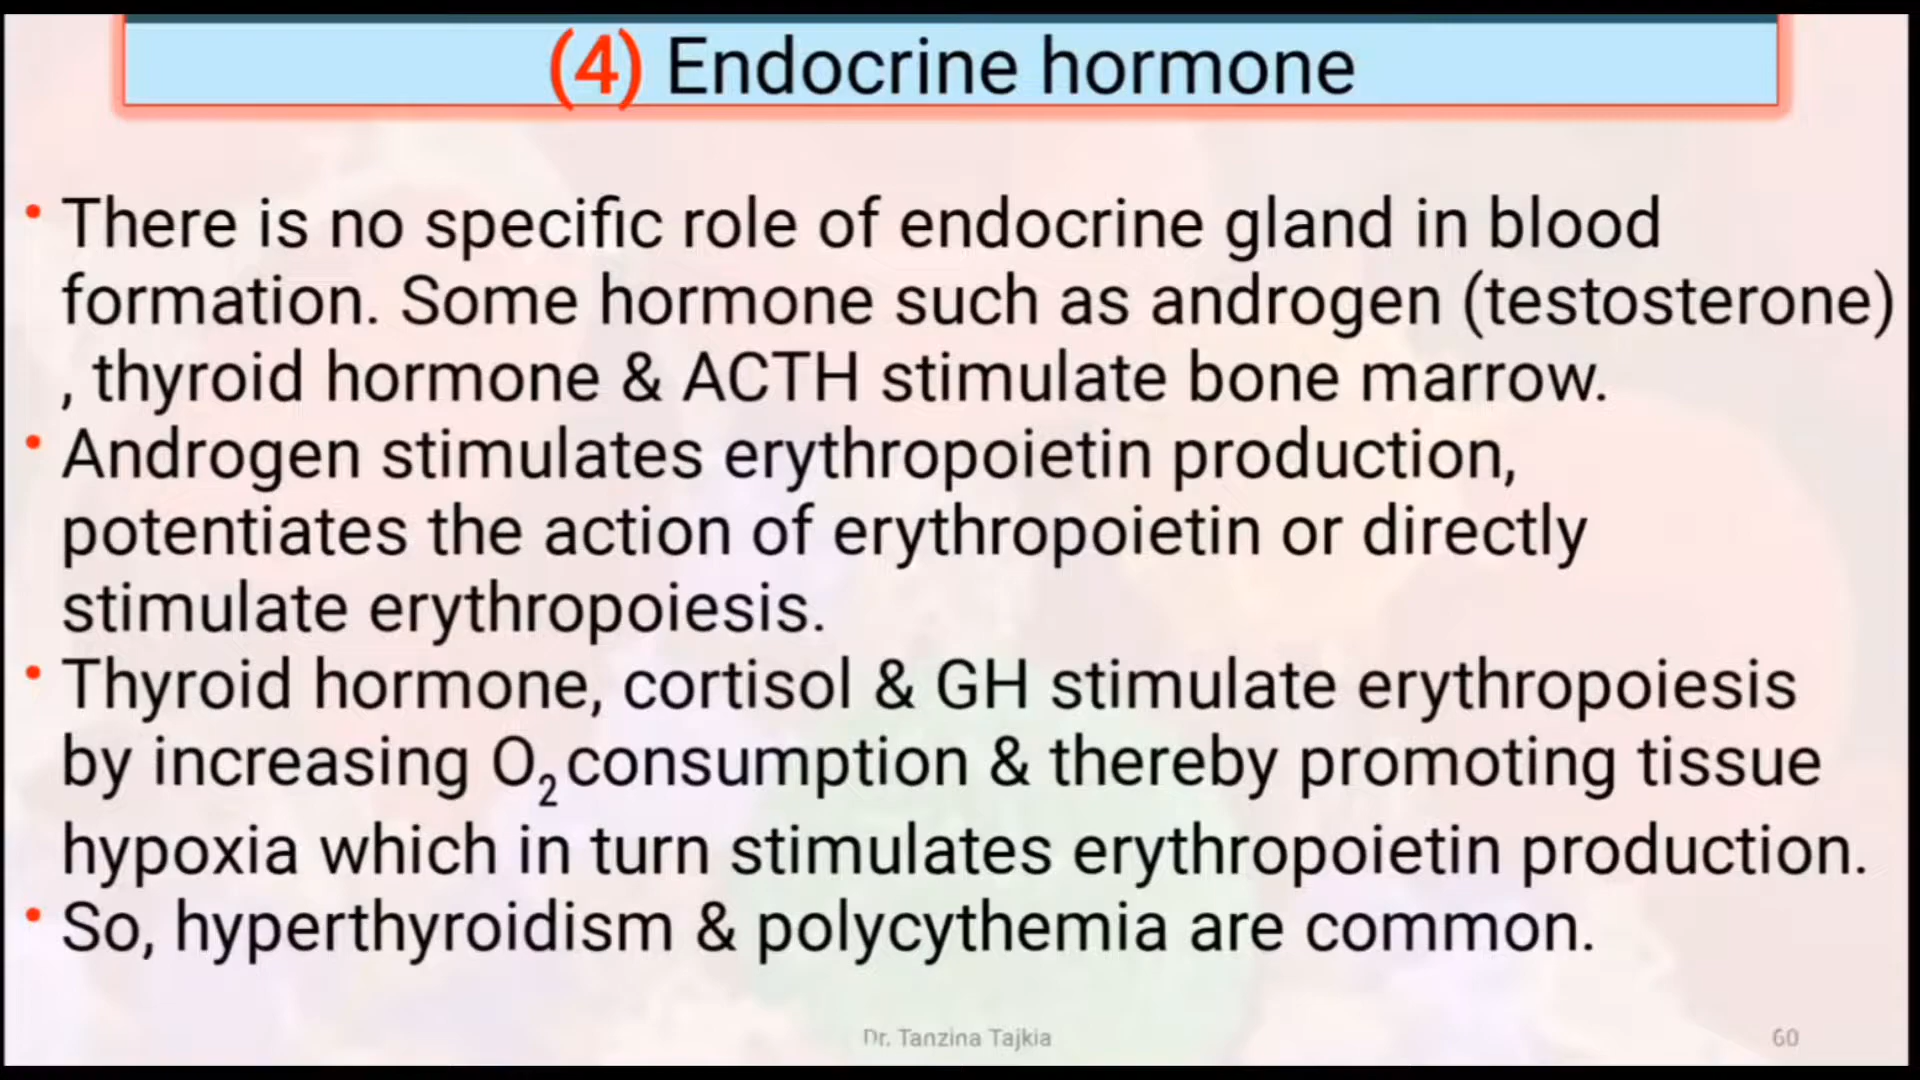 (4) Endocrine hormone
• There is no specific role of endocrine gland in blood
formation. Some hormone such as androgen (testosterone)
, thyroid hormone & ACTH stimulate bone marrow.
• Androgen stimulates erythropoietin production,
potentiates the action of erythropoietin or directly
stimulate erythropoiesis.
• Thyroid hormone, cortisol & GH stimulate erythropoiesis
by increasing O₂ consumption & thereby promoting tissue
hypoxia which in turn stimulates erythropoietin production.
• So, hyperthyroidism & polycythemia are common.
Dr. Tanzina Tajkia
60